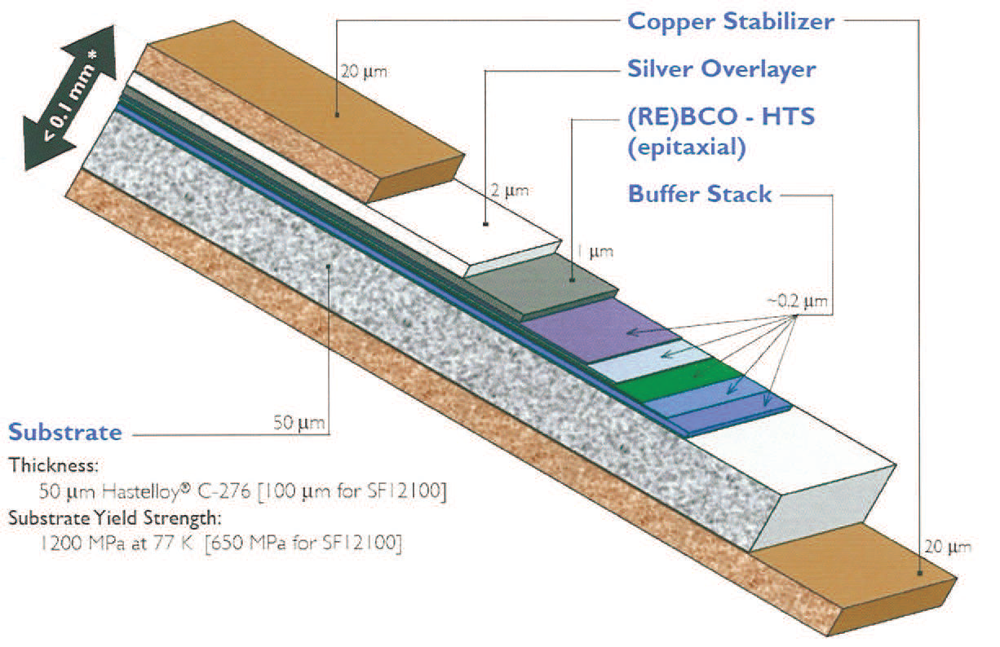 Copper Stabilizer
20 μm
< 0.1 mm *
Silver Overlayer
(RE)BCO - HTS
(epitaxial)
2 μm
Buffer Stack
1 μm
~0.2 μm
50 μm
Substrate
Thickness:
50 μm Hastelloy® C-276 [100 μm for SF12100]
Substrate Yield Strength:
1200 MPa at 77 K [650 MPa for SF12100]
20 μm